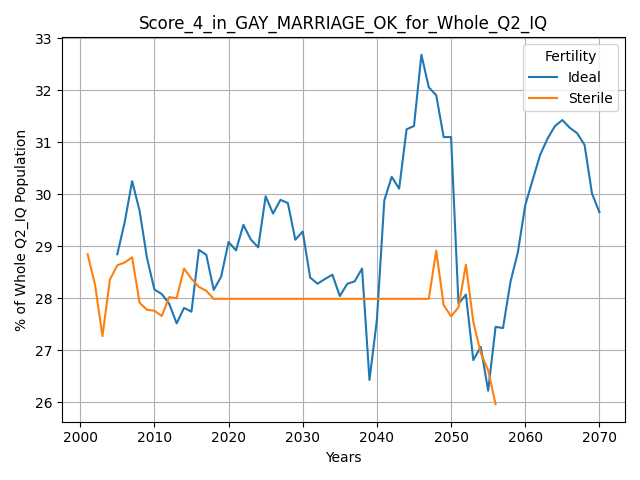 Score_4_in_GAY_MARRIAGE_OK_for_Whole_Q2_IQ
Fertility
Ideal
Sterile
% of Whole Q2_IQ Population
33
32
31
30
29
28
27
26
2000 2010 2020 2030 2040 2050 2060 2070
Years